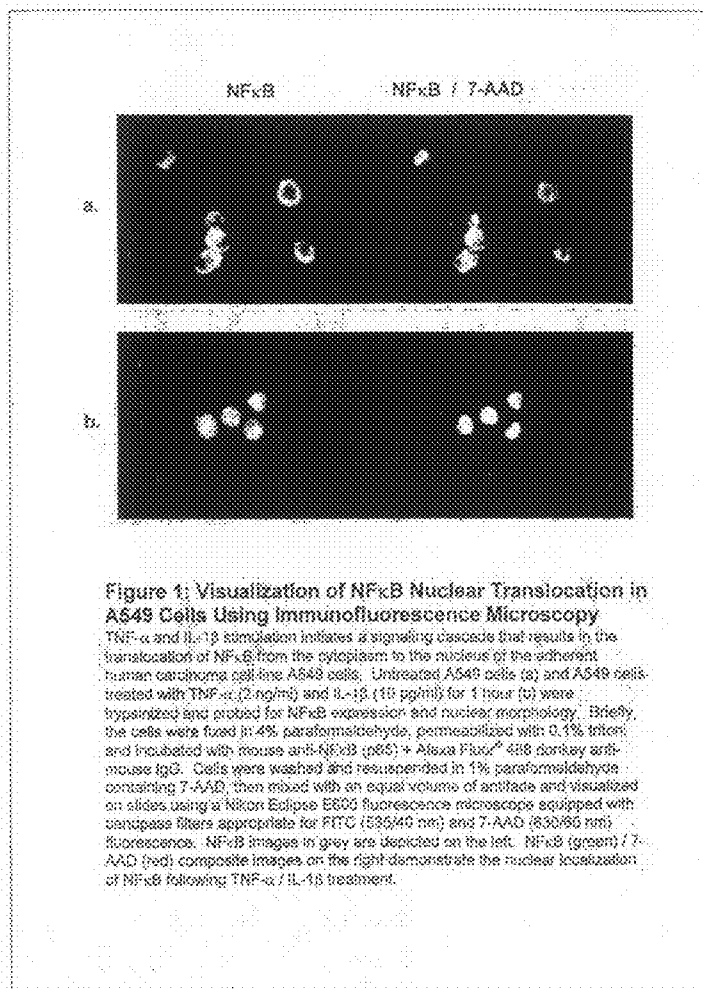 NFκB
NFκB / 7-AAD
a.
b.
Figure 1: Visualization of NFκB Nuclear Translocation in
A549 Cells Using Immunofluorescence Microscopy
TNF-α and IL-1β stimulation initiates a signaling cascade that results in the
translocation of NFκB from the cytoplasm to the nucleus of the adherent
human carcinoma cell-line A549 cells. Untreated A549 cells (a) and A549 cells
treated with TNF-α (2 ng/ml) and IL-1β (10 pg/ml) for 1 hour (b) were
trypsinized and probed for NFκB expression and nuclear morphology. Briefly,
the cells were fixed in 4% paraformaldehyde, permeabilized with 0.1% triton
and incubated with mouse anti-NFκB (p65) + Alexa Fluor® 488 donkey anti-
mouse IgG. Cells were washed and resuspended in 1% paraformaldehyde
containing 7-AAD, then mixed with an equal volume of antifade and visualized
on slides using a Nikon Eclipse E600 fluorescence microscope equipped with
bandpass filters appropriate for FITC (535/40 nm) and 7-AAD (630/60 nm)
fluorescence. NFκB images in grey are depicted on the left. NFκB (green) / 7-
AAD (red) composite images on the right demonstrate the nuclear localization
of NFκB following TNF-α / IL-1β treatment.